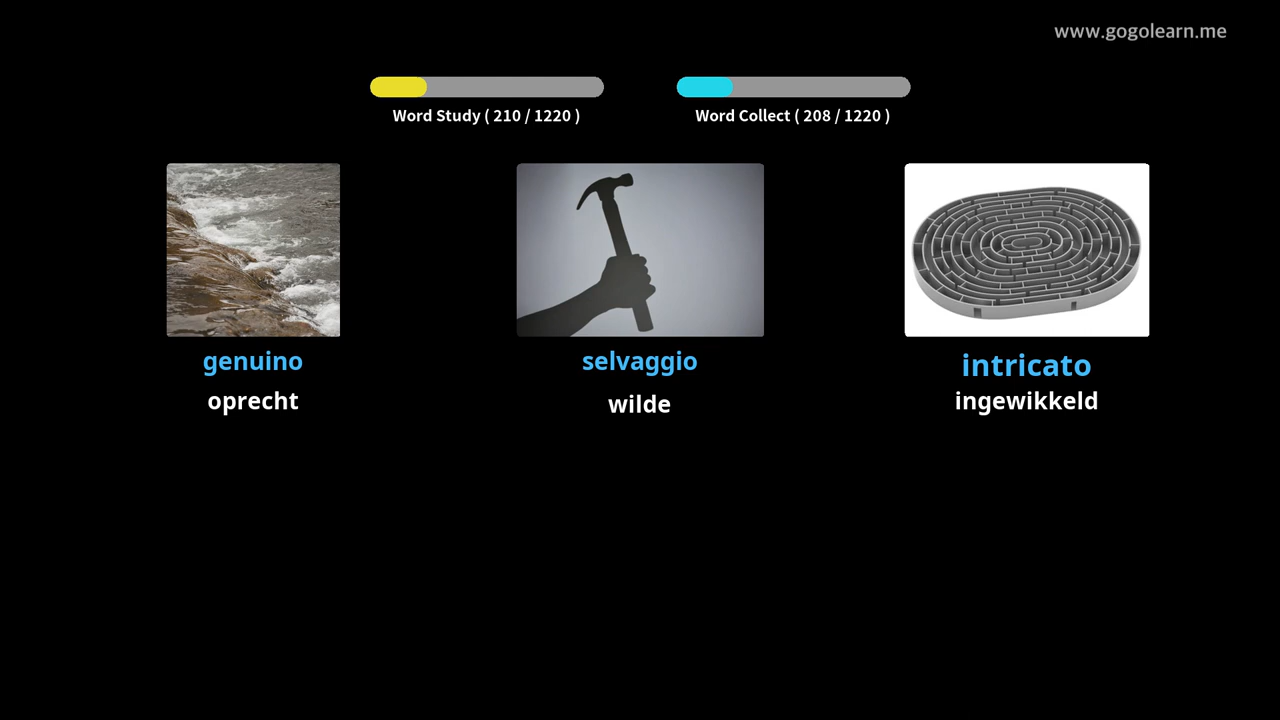 www.gogolearn.me
Word Study ( 210 / 1220 )
Word Collect ( 208 / 1220 )
genuino
oprecht
selvaggio
wilde
intricato
ingewikkeld